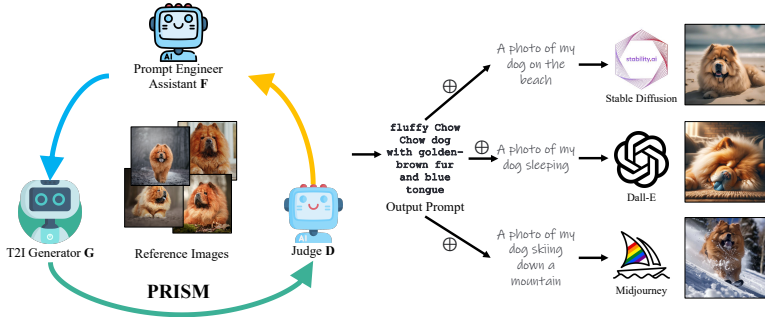 AI
Prompt Engineer
Assistant F
T2I Generator G
Reference Images
AI
Judge D
PRISM
fluffy Chow
Chow dog
with golden-
brown fur
and blue
tongue
Output Prompt
A photo of my
dog on the
beach
stability.ai
Stable Diffusion
A photo of my
dog sleeping
Dall-E
A photo of my
dog skiing
down a
mountain
Midjourney